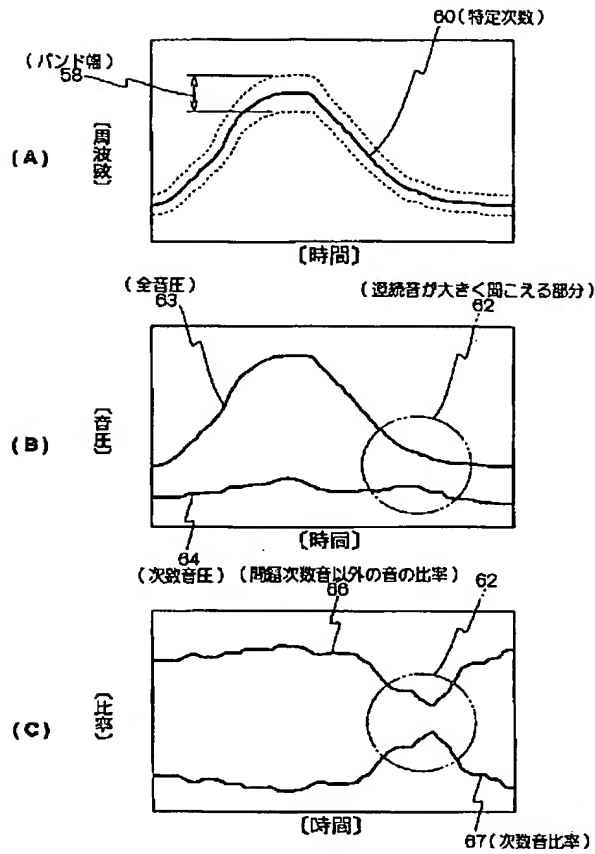 60(特定次数)
(バンド幅)
58
(A)
[周波数]
[時間]
(全音圧)
63
(連続音が大きく聞こえる部分)
62
(B)
[音圧]
[時間]
64
(次数音圧)
(問題次数音以外の音の比率)
66
62
(C)
[比率]
[時間]
67(次数音比率)